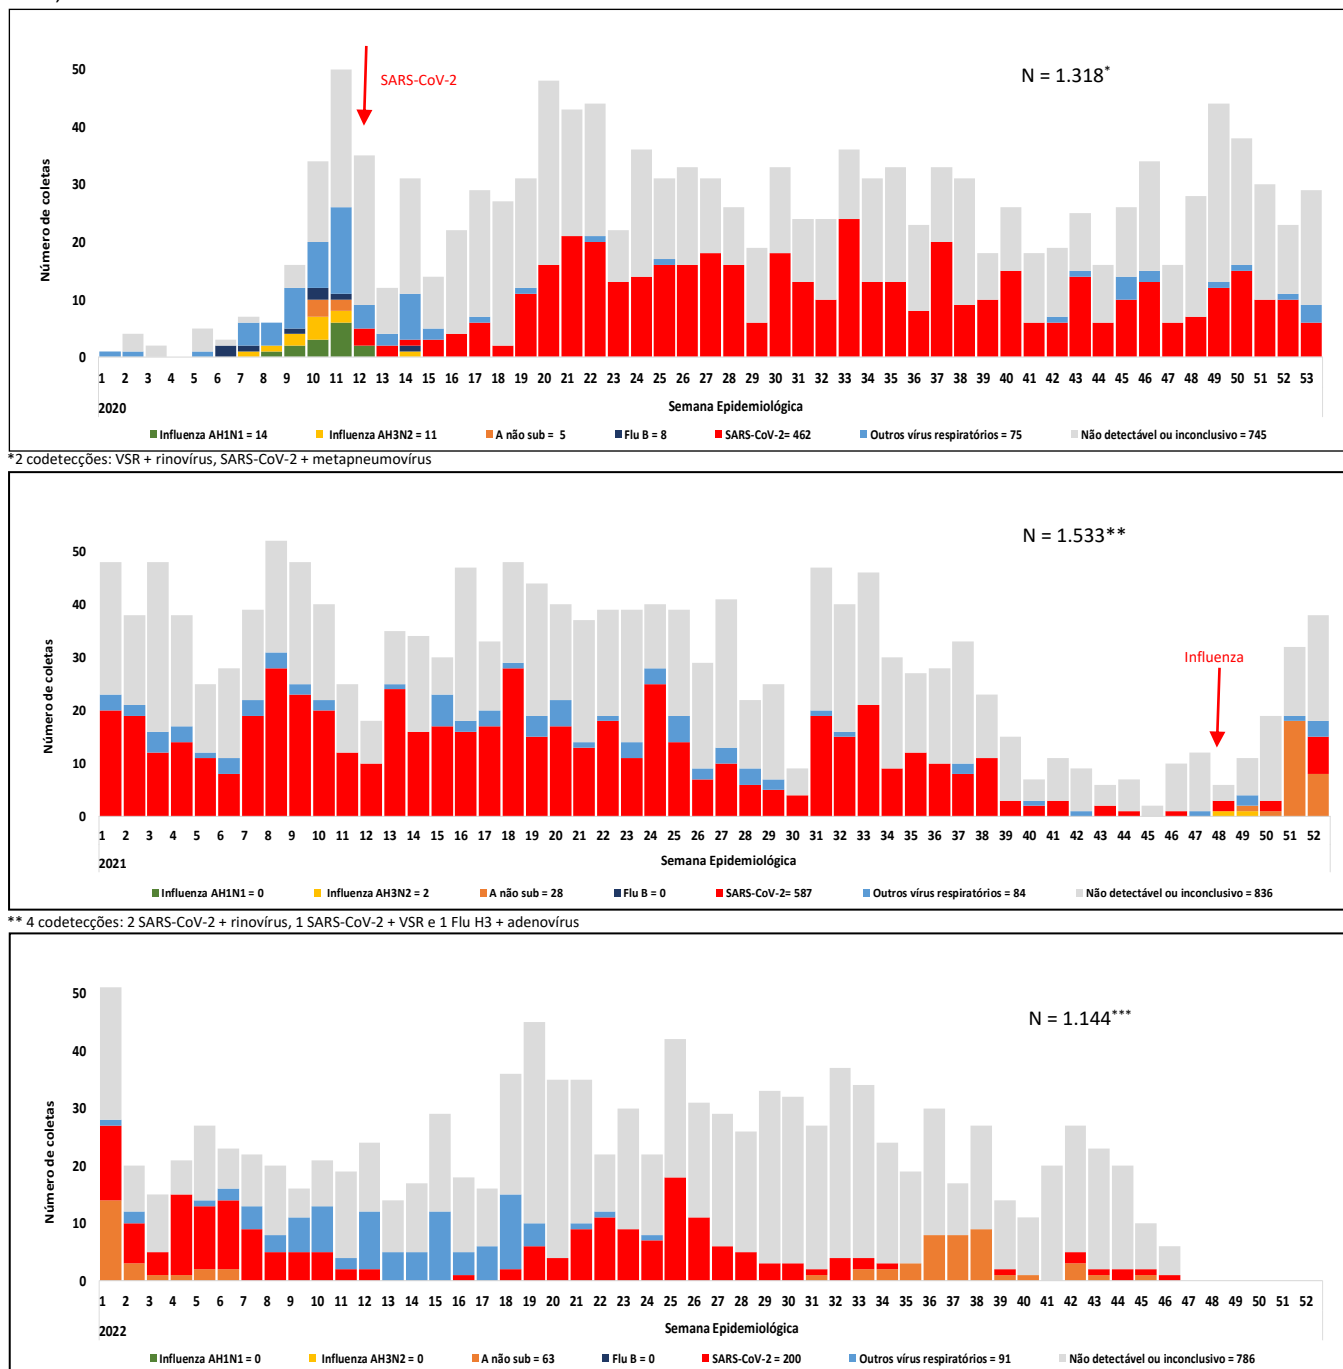 N = 1.318*
SARS-CoV-2
Número de coletas
50
40
30
20
10
0
1 2 3 4 5 6 7 8 9 10 11 12 13 14 15 16 17 18 19 20 21 22 23 24 25 26 27 28 29 30 31 32 33 34 35 36 37 38 39 40 41 42 43 44 45 46 47 48 49 50 51 52 53
2020
Semana Epidemiológica
Influenza AH1N1 = 14 Influenza AH3N2 = 11 A não sub = 5 Flu B = 8 SARS-CoV-2= 462 Outros vírus respiratórios = 75 Não detectável ou inconclusivo = 745
*2 codetecções: VSR + rinovírus, SARS-CoV-2 + metapneumovírus
N = 1.533**
Influenza
Número de coletas
50
40
30
20
10
0
1 2 3 4 5 6 7 8 9 10 11 12 13 14 15 16 17 18 19 20 21 22 23 24 25 26 27 28 29 30 31 32 33 34 35 36 37 38 39 40 41 42 43 44 45 46 47 48 49 50 51 52
2021
Semana Epidemiológica
Influenza AH1N1 = 0 Influenza AH3N2 = 2 A não sub = 28 Flu B = 0 SARS-CoV-2= 587 Outros vírus respiratórios = 84 Não detectável ou inconclusivo = 836
** 4 codetecções: 2 SARS-CoV-2 + rinovírus, 1 SARS-CoV-2 + VSR e 1 Flu H3 + adenovírus
N = 1.144***
Número de coletas
50
40
30
20
10
0
1 2 3 4 5 6 7 8 9 10 11 12 13 14 15 16 17 18 19 20 21 22 23 24 25 26 27 28 29 30 31 32 33 34 35 36 37 38 39 40 41 42 43 44 45 46 47 48 49 50 51 52
2022
Semana Epidemiológica
Influenza AH1N1 = 0 Influenza AH3N2 = 0 A não sub = 63 Flu B = 0 SARS-CoV-2= 200 Outros vírus respiratórios = 91 Não detectável ou inconclusivo = 786